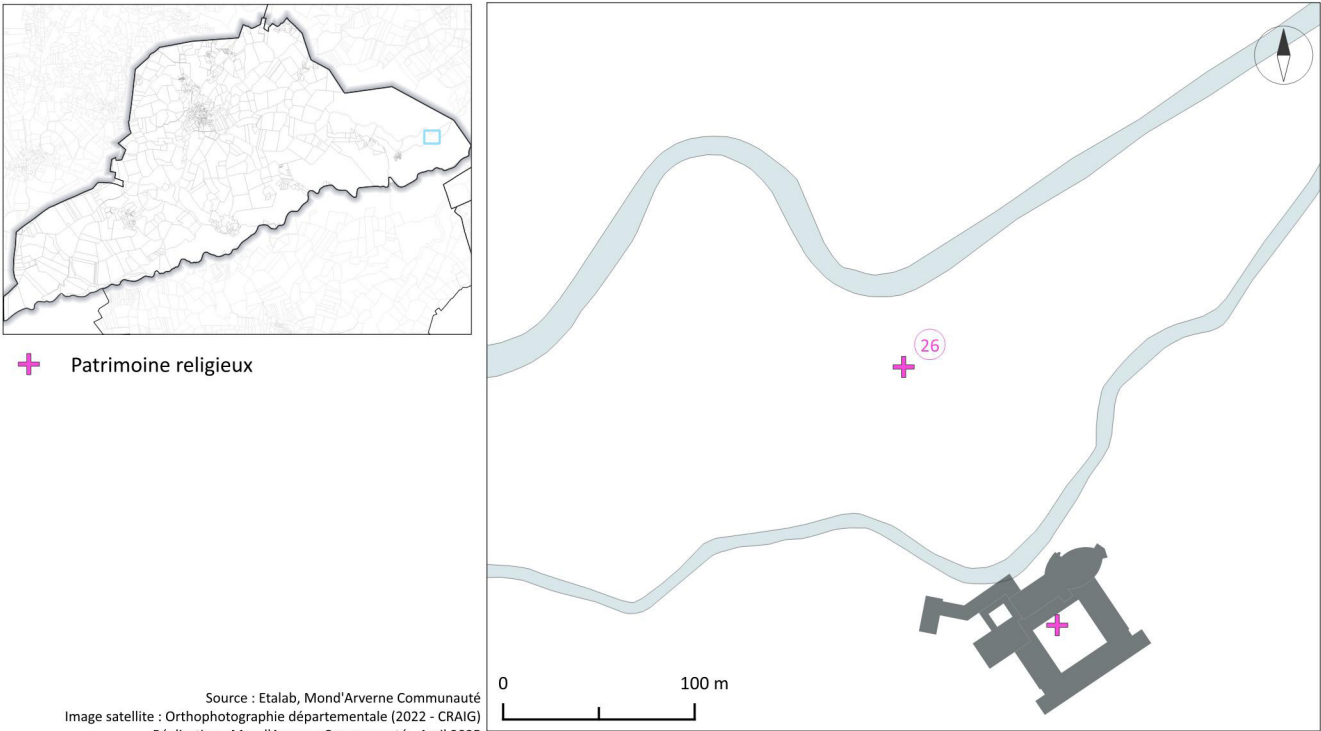 Patrimoine religieux
26
0 100 m
Source : Etalab, Mond'Arverne Communauté
Image satellite : Orthophotographie départementale (2022 - CRAIG)